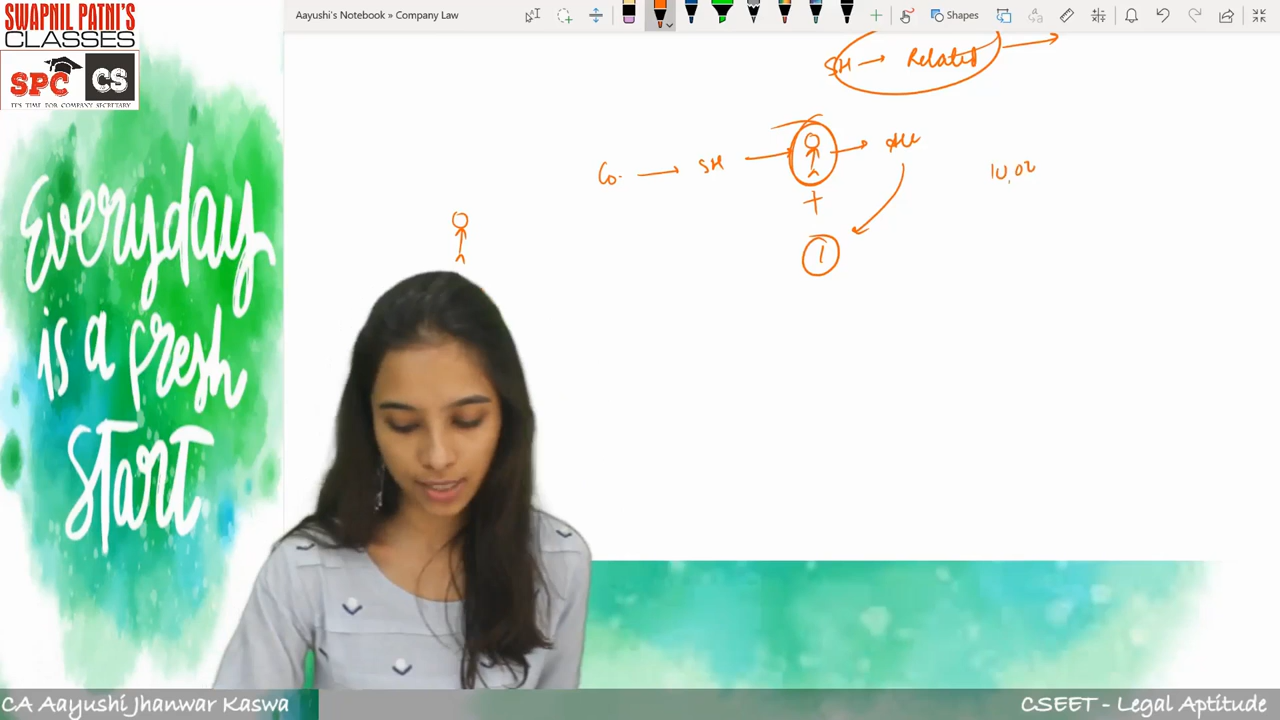 SWAPNIL PATNI'S
CLASSES
SPC CS
IT'S TIME FOR COMPANY SECRETARY
Aayushi's Notebook » Company Law
Shapes
SH → Related
Co. → SH
+
1
Everyday
is a
fresh
start
CA Aayushi Jhanwar Kaswa
CSEET - Legal Aptitude